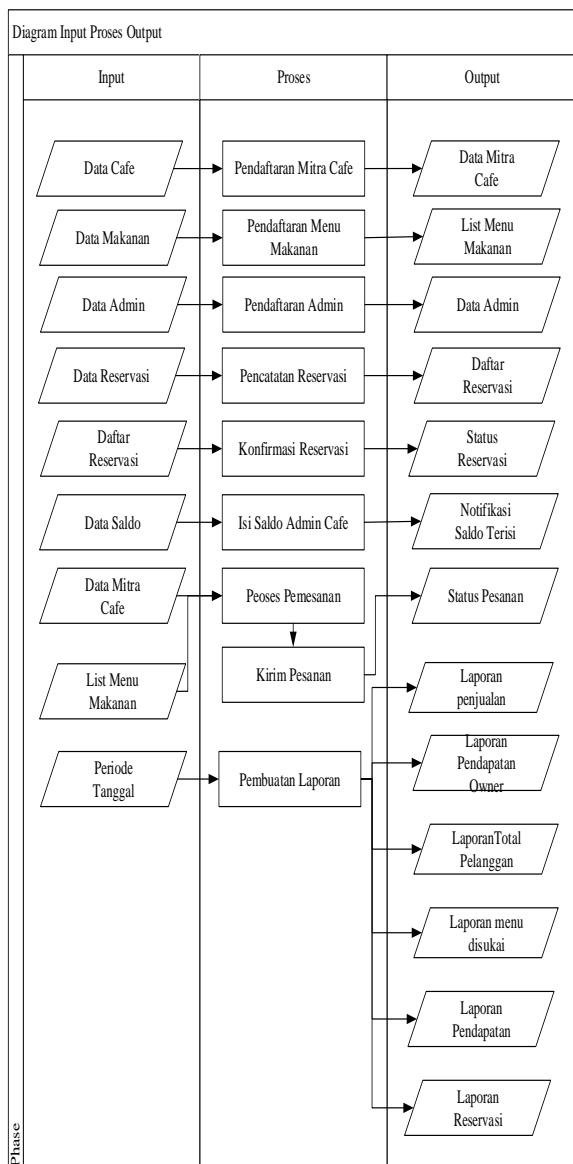 Diagram Input Proses Output
Input
Proses
Output
Data Cafe
Pendaftaran Mitra Cafe
Data Mitra
Cafe
Data Makanan
Pendaftaran Menu
Makanan
List Menu
Makanan
Data Admin
Pendaftaran Admin
Data Admin
Data Reservasi
Pencatatan Reservasi
Daftar
Reservasi
Daftar
Reservasi
Konfirmasi Reservasi
Status
Reservasi
Data Saldo
Isi Saldo Admin Cafe
Notifikasi
Saldo Terisi
Data Mitra
Cafe
Peoses Pemesanan
Status Pesanan
List Menu
Makanan
Kirim Pesanan
Laporan
penjualan
Periode
Tanggal
Pembuatan Laporan
Laporan
Pendapatan
Owner
LaporanTotal
Pelanggan
Laporan menu
disukai
Laporan
Pendapatan
Laporan
Reservasi
Phase